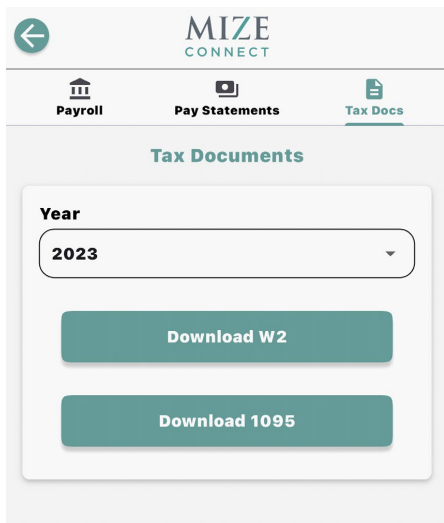 MIZE
CONNECT
Payroll
Pay Statements
Tax Docs
Tax Documents
Year
2023
Download W2
Download 1095